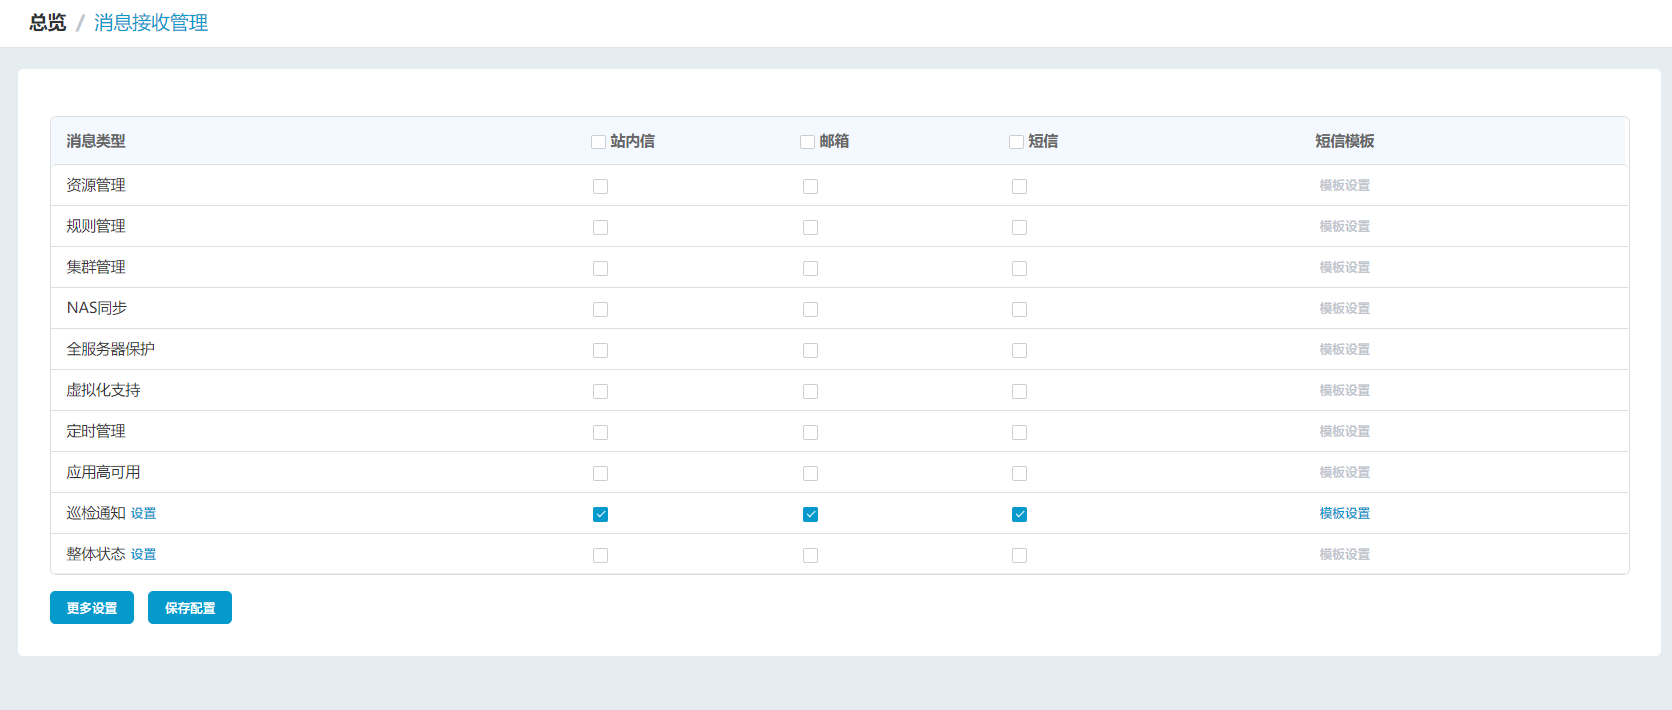 总览 / 消息接收管理
消息类型 站内信 邮箱 短信 短信模板
资源管理 模板设置
规则管理 模板设置
集群管理 模板设置
NAS同步 模板设置
全服务器保护 模板设置
虚拟化支持 模板设置
定时管理 模板设置
应用高可用 模板设置
巡检通知 设置 模板设置
整体状态 设置 模板设置
更多设置 保存配置